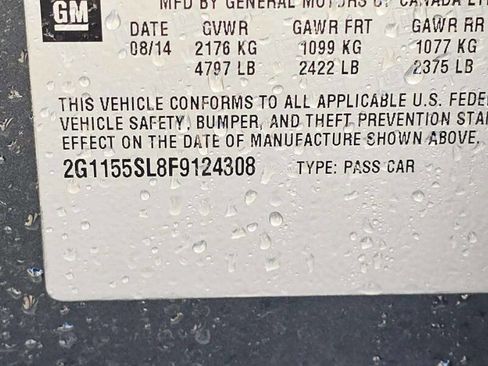 GM
MFD BY GENERAL MOTORS OF CANADA
DATE GVWR GAWR FRT GAWR RR
08/14 2176 KG 1099 KG 1077 KG
4797 LB 2422 LB 2375 LB
THIS VEHICLE CONFORMS TO ALL APPLICABLE U.S. FEDE
VEHICLE SAFETY, BUMPER, AND THEFT PREVENTION STA
EFFECT ON THE DATE OF MANUFACTURE SHOWN ABOVE.
2G1155SL8F9124308 TYPE: PASS CAR